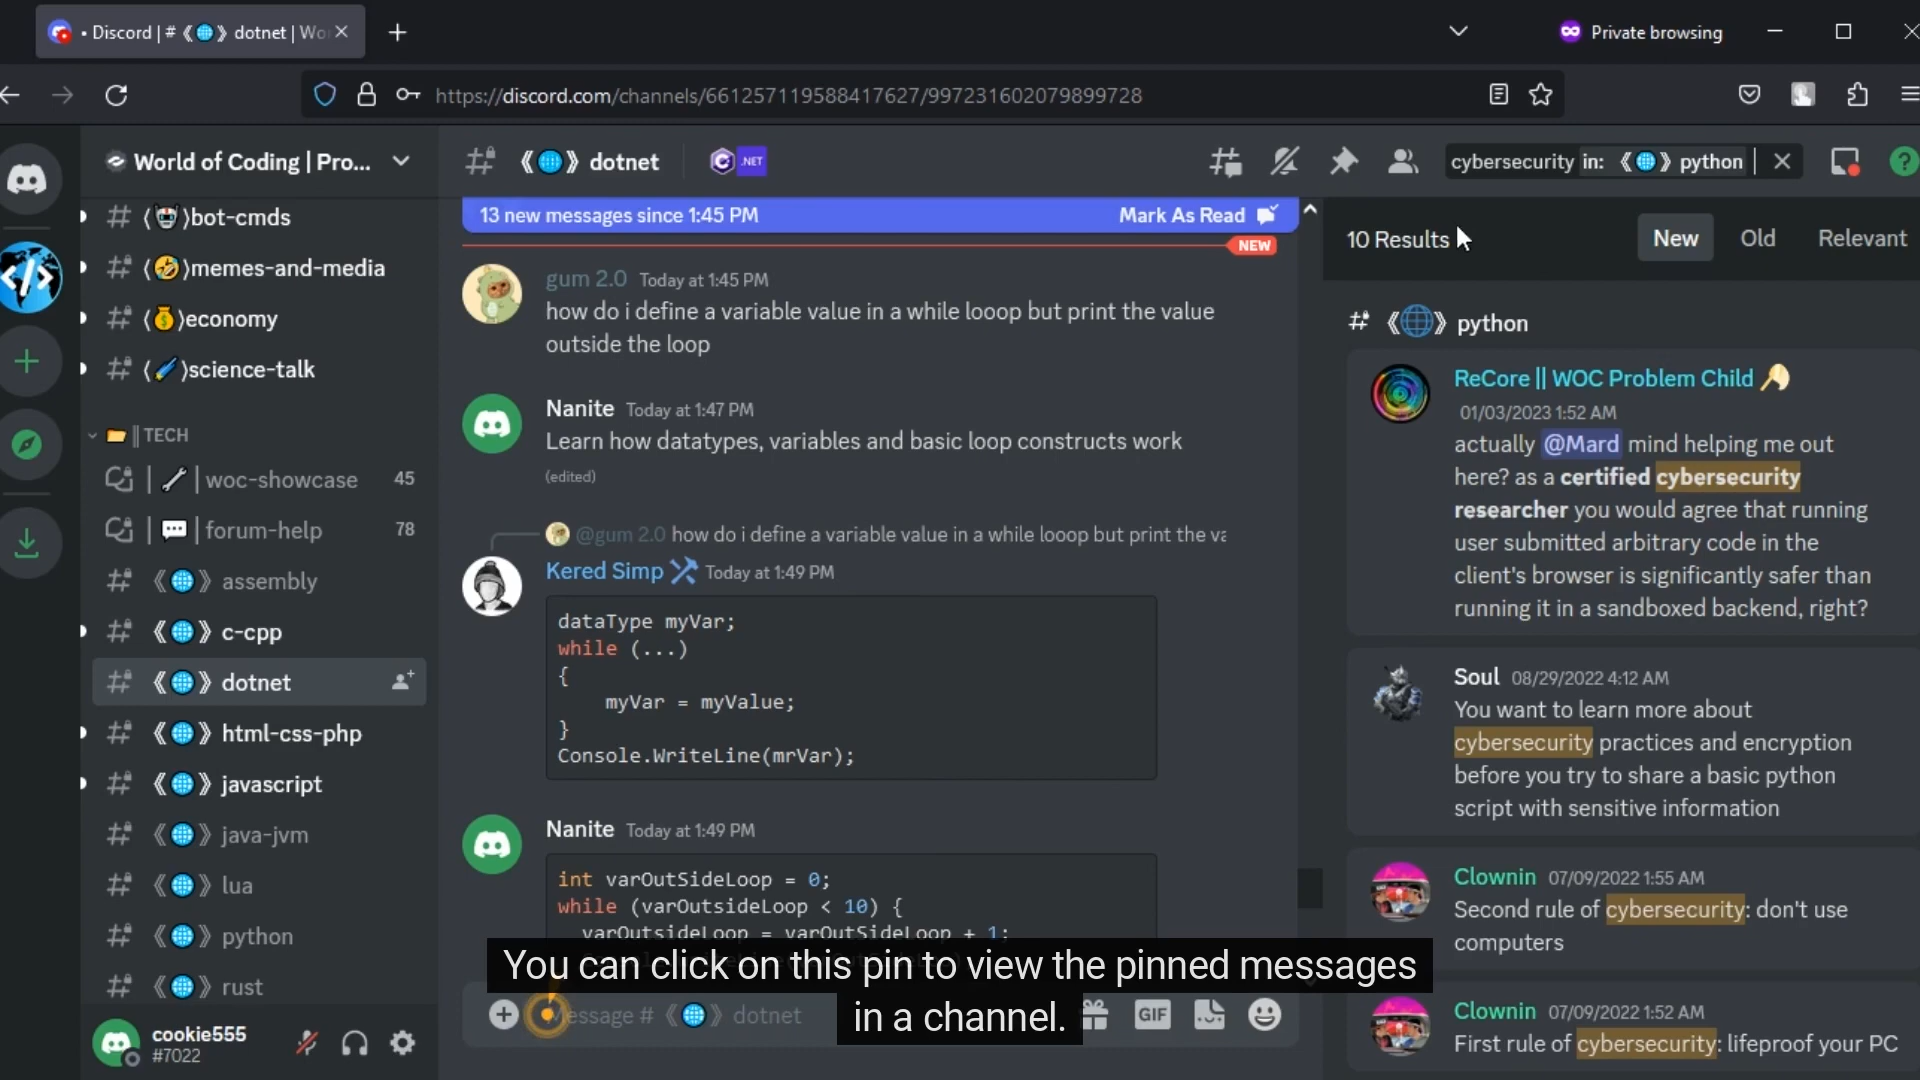 • Discord | # 《🌐》 dotnet | Wo
Private browsing
https://discord.com/channels/661257119588417627/997231602079899728
World of Coding | Pro...
《🌐》 dotnet
.NET
cybersecurity in: 《🌐》 python
(🤖)bot-cmds
(🤣)memes-and-media
(💰)economy
(🧪)science-talk
📂 || TECH
| 🔧 | woc-showcase 45
| 💬 | forum-help 78
《🌐》 assembly
《🌐》 c-cpp
《🌐》 dotnet
《🌐》 html-css-php
《🌐》 javascript
《🌐》 java-jvm
《🌐》 lua
《🌐》 python
《🌐》 rust
cookie555
#7022
13 new messages since 1:45 PM Mark As Read
NEW
gum 2.0 Today at 1:45 PM
how do i define a variable value in a while looop but print the value
outside the loop
Nanite Today at 1:47 PM
Learn how datatypes, variables and basic loop constructs work
(edited)
@gum 2.0 how do i define a variable value in a while looop but print the va
Kered Simp Today at 1:49 PM
dataType myVar;
while (...)
{
myVar = myValue;
}
Console.WriteLine(mrVar);
Nanite Today at 1:49 PM
int varOutSideLoop = 0;
while (varOutsideLoop < 10) {
varOutsideLoop = varOutSideLoop + 1;
Message # 《🌐》 dotnet
GIF
You can click on this pin to view the pinned messages
in a channel.
10 Results New Old Relevant
《🌐》 python
ReCore || WOC Problem Child
01/03/2023 1:52 AM
actually @Mard mind helping me out
here? as a certified cybersecurity
researcher you would agree that running
user submitted arbitrary code in the
client's browser is significantly safer than
running it in a sandboxed backend, right?
Soul 08/29/2022 4:12 AM
You want to learn more about
cybersecurity practices and encryption
before you try to share a basic python
script with sensitive information
Clownin 07/09/2022 1:55 AM
Second rule of cybersecurity: don't use
computers
Clownin 07/09/2022 1:52 AM
First rule of cybersecurity: lifeproof your PC